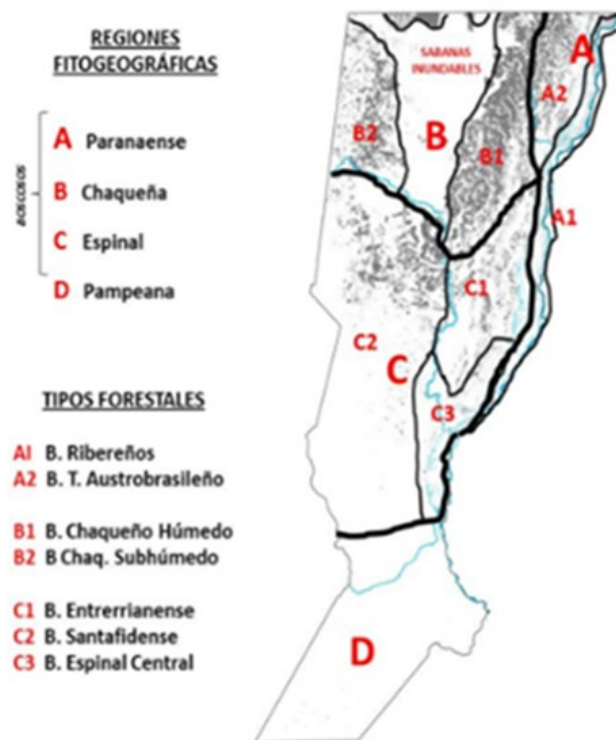 REGIONES
FITOGEOGRÁFICAS
BOSCOSOS
A Paranaense
B Chaqueña
C Espinal
D Pampeana
TIPOS FORESTALES
AI B. Ribereños
A2 B. T. Austrobrasileño
B1 B. Chaqueño Húmedo
B2 B Chaq. Subhúmedo
C1 B. Entrerrianense
C2 B. Santafidense
C3 B. Espinal Central
SABANAS
INUNDABLES
A
A2
B2
B
B1
A1
C1
C2
C
C3
D